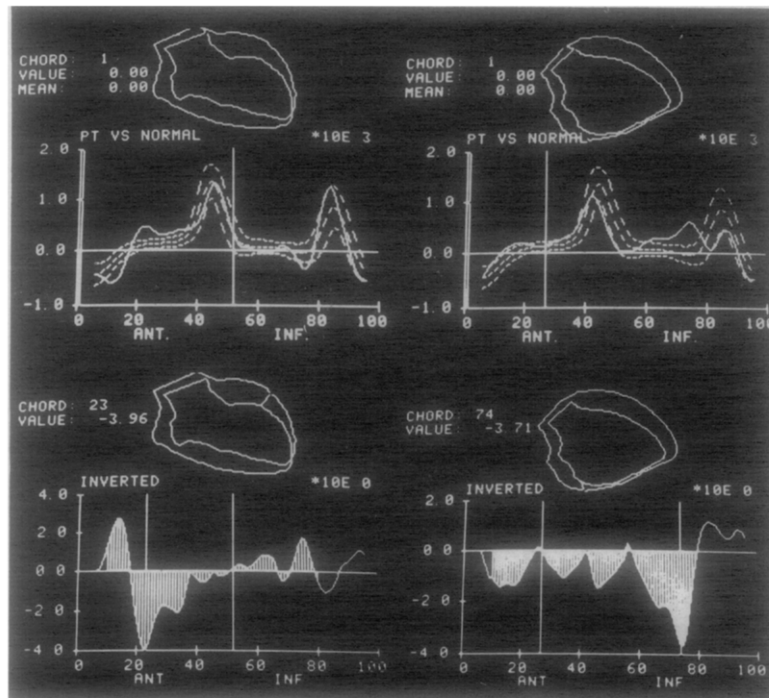 CHORD: 1
VALUE: 0.00
MEAN: 0.00
PT VS NORMAL *10E 3
2.0
1.0
0.0
-1.0
0 20 40 60 80 100
ANT. INF.
CHORD: 1
VALUE: 0.00
MEAN: 0.00
PT VS NORMAL *10E 3
2.0
1.0
0.0
-1.0
0 20 40 60 80 100
ANT. INF.
CHORD: 23
VALUE: -3.96
INVERTED *10E 0
4.0
2.0
0.0
-2.0
-4.0
0 20 40 60 80 100
ANT INF
CHORD: 74
VALUE: -3.71
INVERTED *10E 0
2.0
0.0
-2.0
-4.0
0 20 40 60 80 100
ANT INF